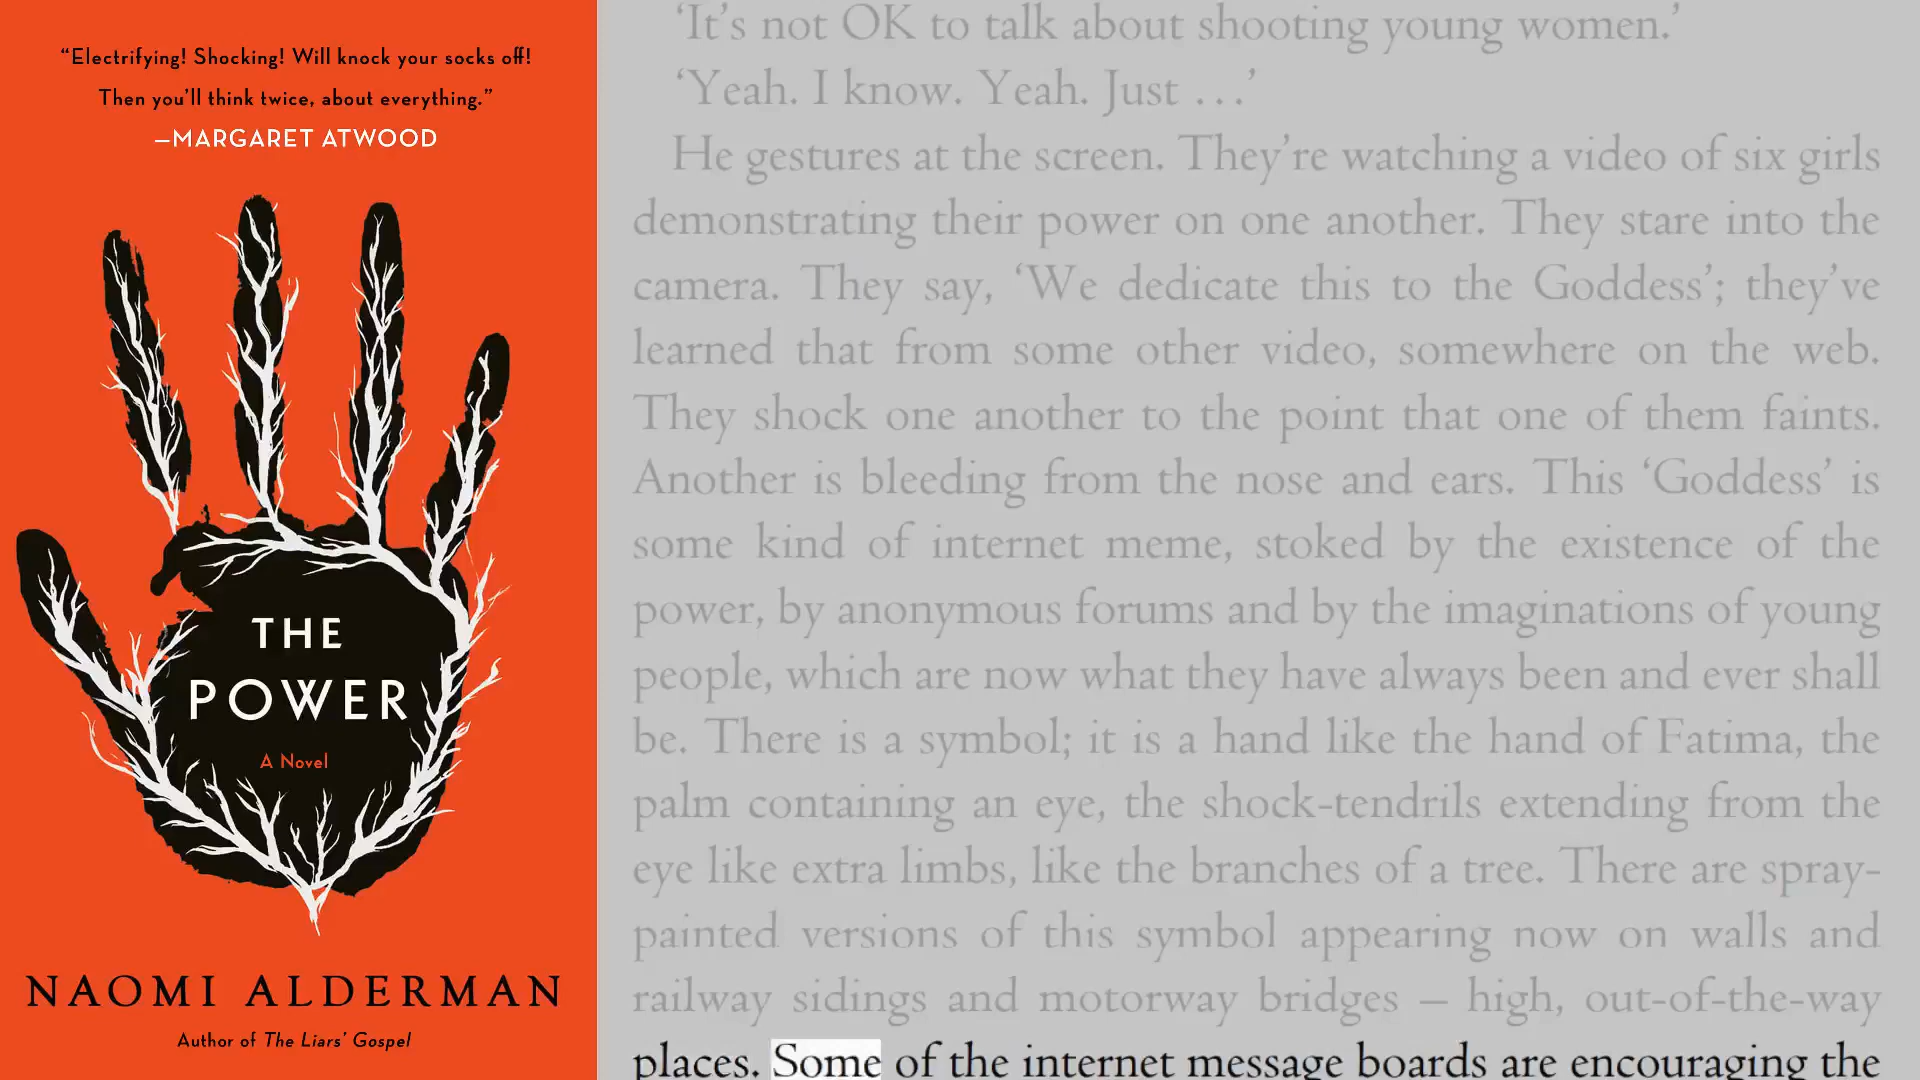 “Electrifying! Shocking! Will knock your socks off!
Then you’ll think twice, about everything.”
—MARGARET ATWOOD
THE
POWER
A Novel
NAOMI ALDERMAN
Author of The Liars’ Gospel
‘It’s not OK to talk about shooting young women.’
‘Yeah. I know. Yeah. Just . . .’
He gestures at the screen. They’re watching a video of six girls
demonstrating their power on one another. They stare into the
camera. They say, ‘We dedicate this to the Goddess’; they’ve
learned that from some other video, somewhere on the web.
They shock one another to the point that one of them faints.
Another is bleeding from the nose and ears. This ‘Goddess’ is
some kind of internet meme, stoked by the existence of the
power, by anonymous forums and by the imaginations of young
people, which are now what they have always been and ever shall
be. There is a symbol; it is a hand like the hand of Fatima, the
palm containing an eye, the shock-tendrils extending from the
eye like extra limbs, like the branches of a tree. There are spray-
painted versions of this symbol appearing now on walls and
railway sidings and motorway bridges – high, out-of-the-way
places. Some of the internet message boards are encouraging the